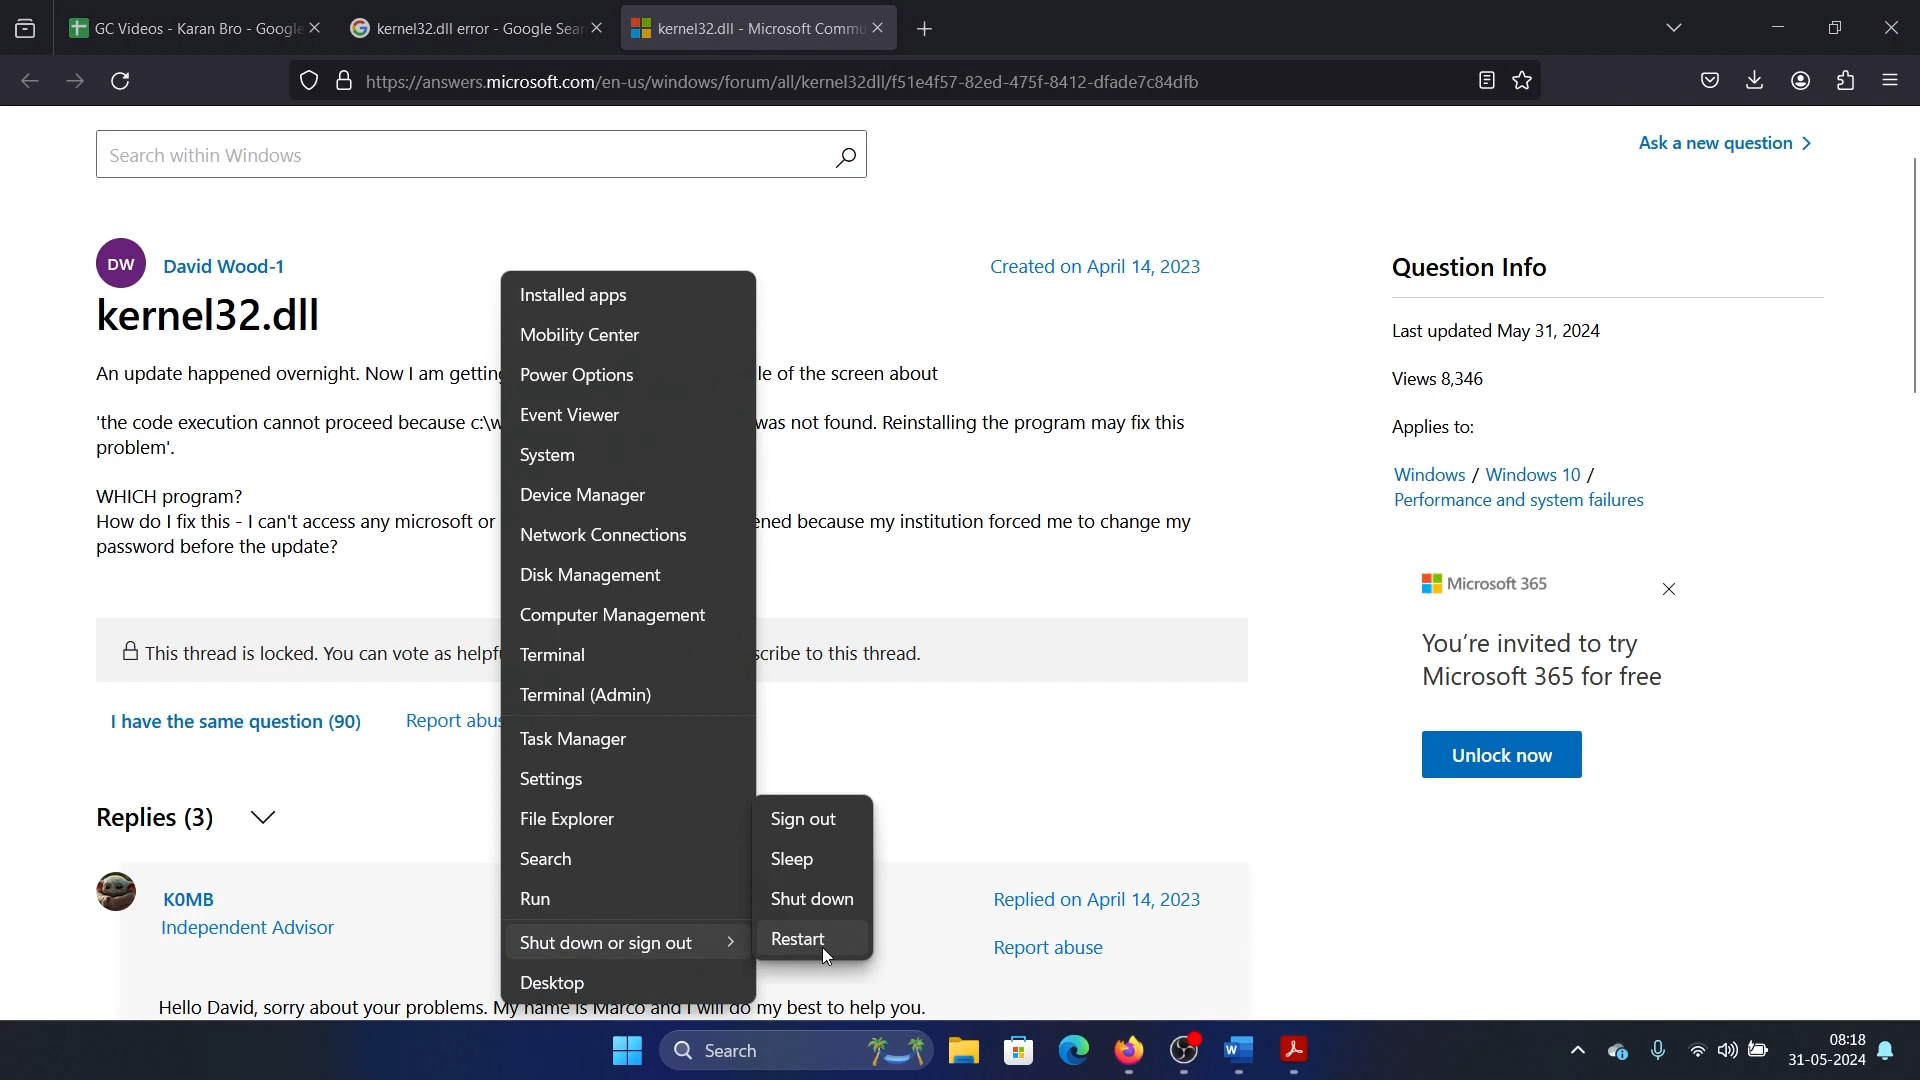 GC Videos - Karan Bro - Google
kernel32.dll error - Google Sear
kernel32.dll - Microsoft Commu
https://answers.microsoft.com/en-us/windows/forum/all/kernel32dll/f51e4f57-82ed-475f-8412-dfade7c84dfb
Search within Windows
Ask a new question
DW
David Wood-1
Created on April 14, 2023
kernel32.dll
An update happened overnight. Now I am getting
le of the screen about
'the code execution cannot proceed because c:\w
was not found. Reinstalling the program may fix this
problem'.
WHICH program?
How do I fix this - I can't access any microsoft or
ened because my institution forced me to change my
password before the update?
This thread is locked. You can vote as helpfu
scribe to this thread.
I have the same question (90)
Report abus
Replies (3)
K0MB
Independent Advisor
Replied on April 14, 2023
Report abuse
Hello David, sorry about your problems. My name is Marco and I will do my best to help you.
Question Info
Last updated May 31, 2024
Views 8,346
Applies to:
Windows / Windows 10 /
Performance and system failures
Microsoft 365
You're invited to try
Microsoft 365 for free
Unlock now
Installed apps
Mobility Center
Power Options
Event Viewer
System
Device Manager
Network Connections
Disk Management
Computer Management
Terminal
Terminal (Admin)
Task Manager
Settings
File Explorer
Search
Run
Shut down or sign out
Desktop
Sign out
Sleep
Shut down
Restart
Search
08:18
31-05-2024